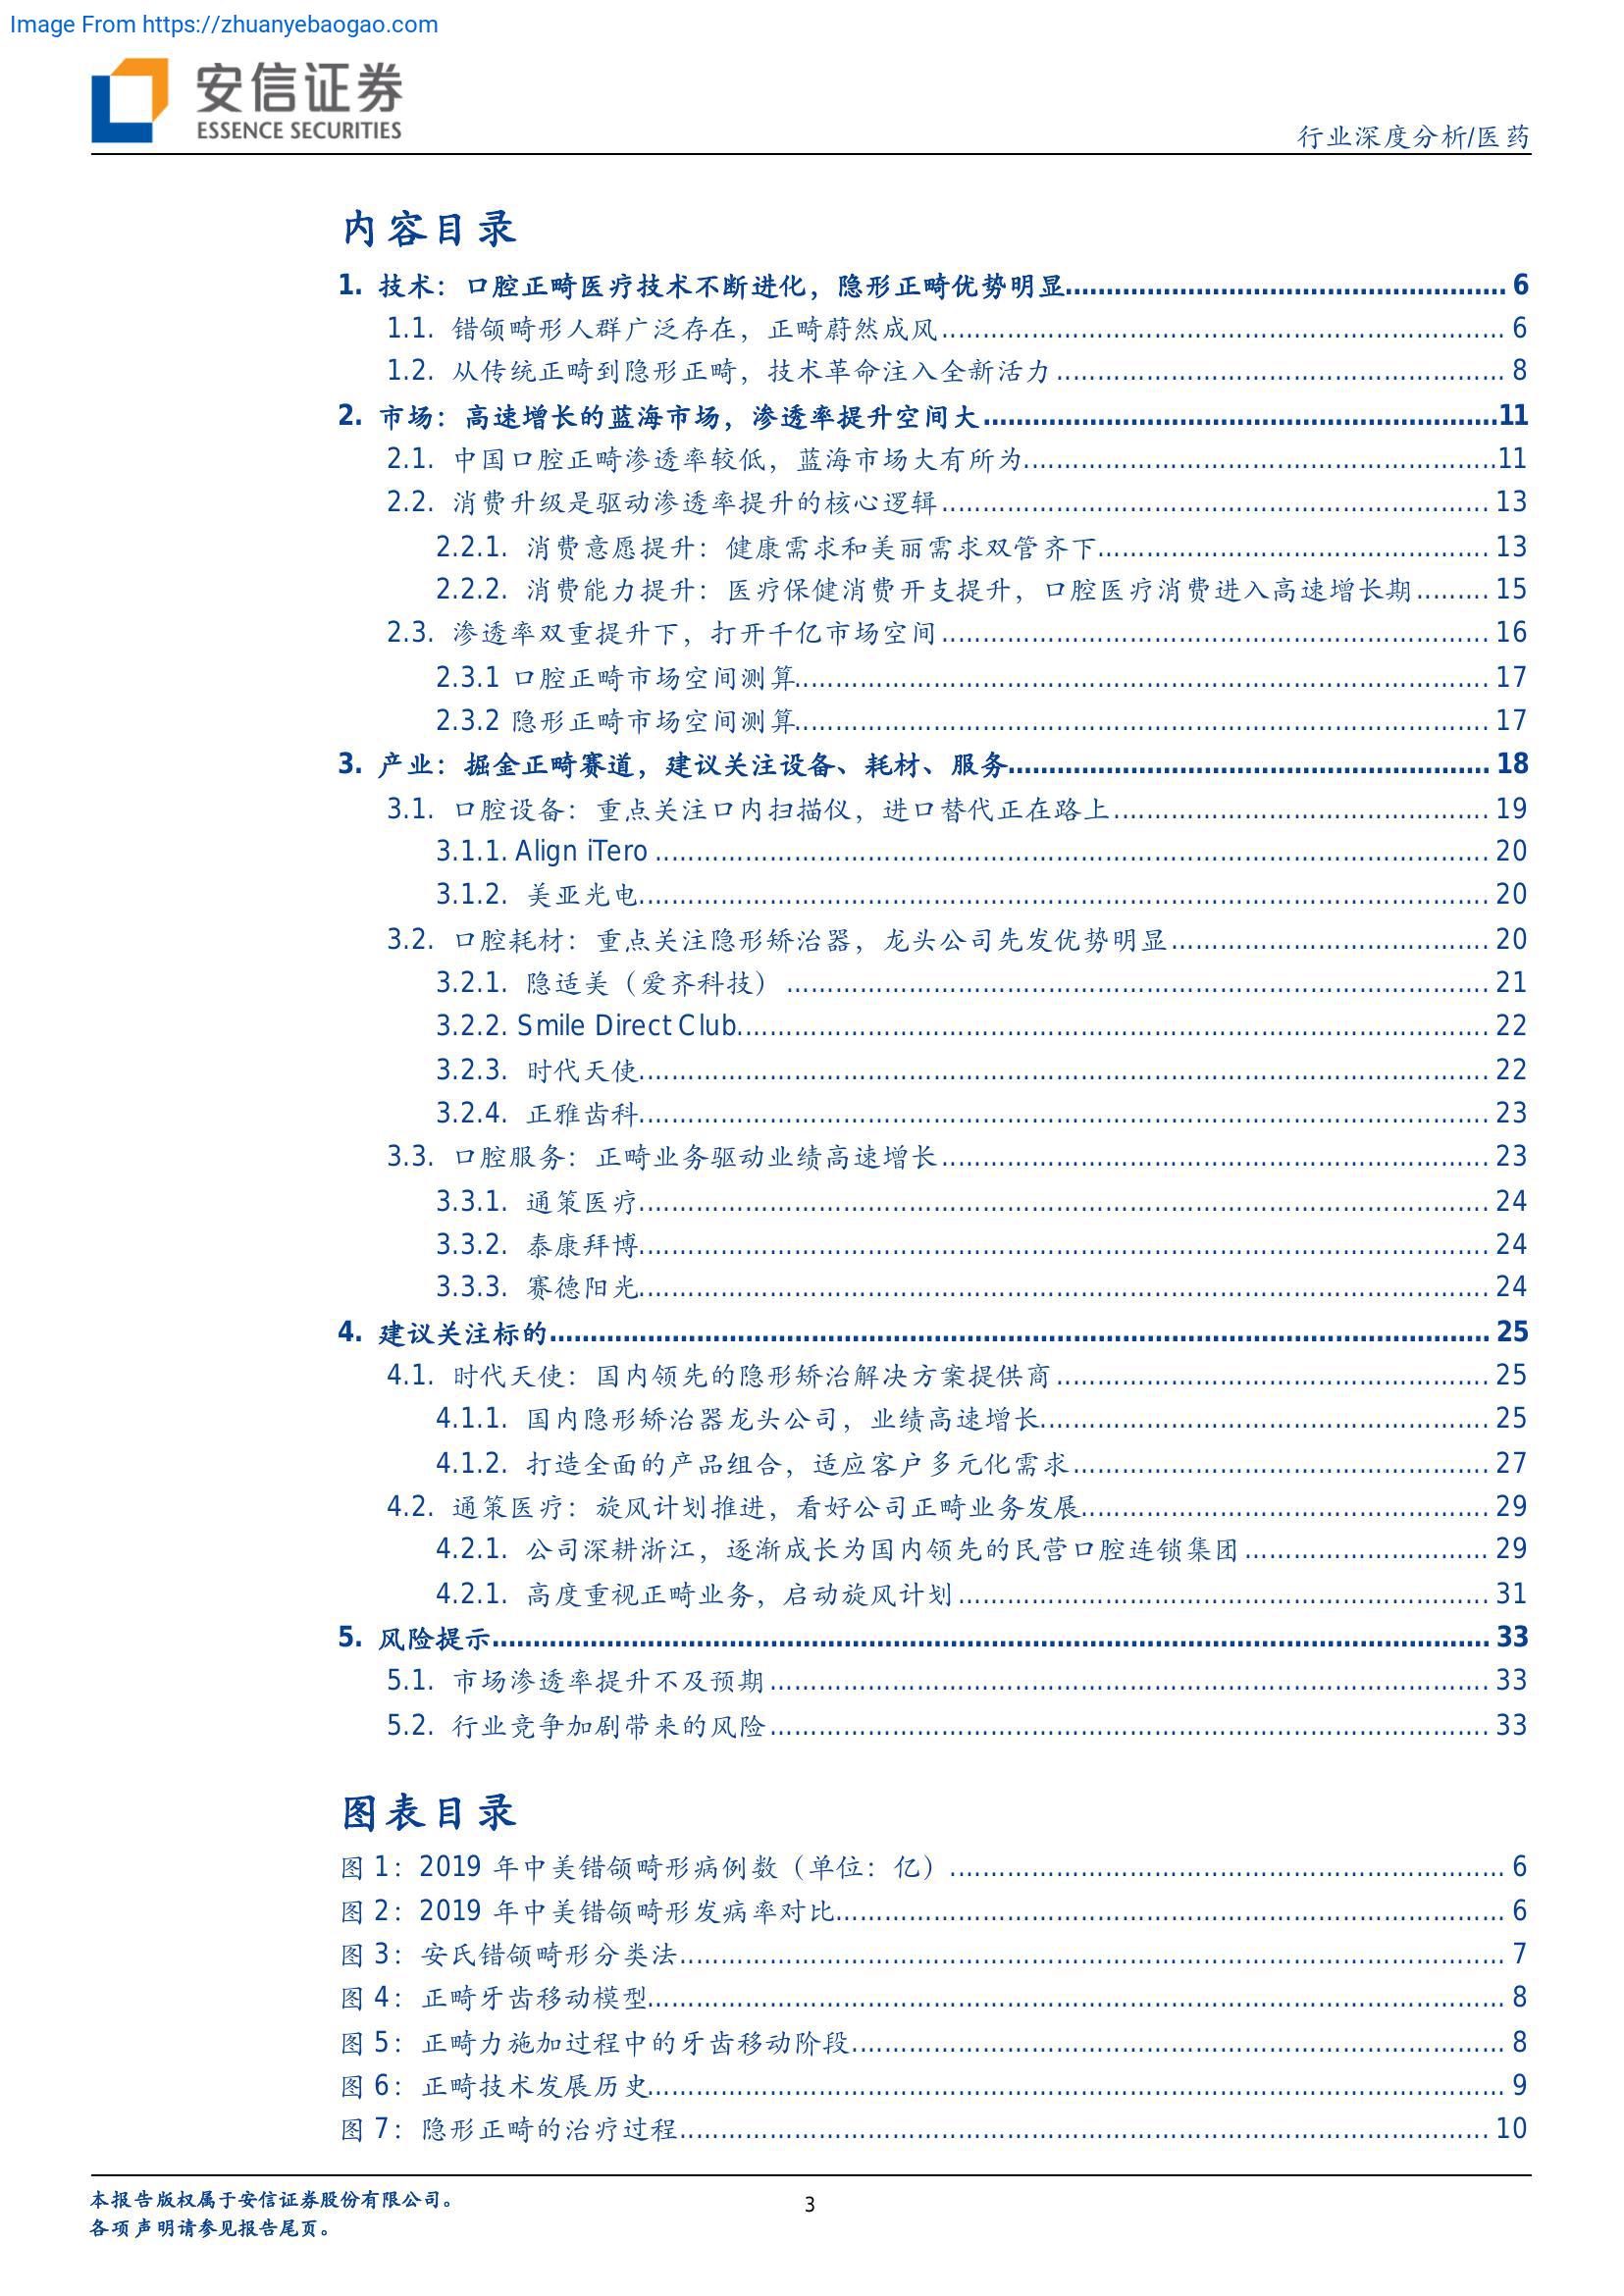 Image From https://zhuanyebaogao.com
安信证券
ESSENCE SECURITIES
行业深度分析/医药
内容目录
1. 技术：口腔正畸医疗技术不断进化，隐形正畸优势明显 6
1.1. 错颌畸形人群广泛存在，正畸蔚然成风 6
1.2. 从传统正畸到隐形正畸，技术革命注入全新活力 8
2. 市场：高速增长的蓝海市场，渗透率提升空间大 11
2.1. 中国口腔正畸渗透率较低，蓝海市场大有所为 11
2.2. 消费升级是驱动渗透率提升的核心逻辑 13
2.2.1. 消费意愿提升：健康需求和美丽需求双管齐下 13
2.2.2. 消费能力提升：医疗保健消费开支提升，口腔医疗消费进入高速增长期 15
2.3. 渗透率双重提升下，打开千亿市场空间 16
2.3.1 口腔正畸市场空间测算 17
2.3.2 隐形正畸市场空间测算 17
3. 产业：掘金正畸赛道，建议关注设备、耗材、服务 18
3.1. 口腔设备：重点关注口内扫描仪，进口替代正在路上 19
3.1.1. Align iTero 20
3.1.2. 美亚光电 20
3.2. 口腔耗材：重点关注隐形矫治器，龙头公司先发优势明显 20
3.2.1. 隐适美（爱齐科技） 21
3.2.2. Smile Direct Club 22
3.2.3. 时代天使 22
3.2.4. 正雅齿科 23
3.3. 口腔服务：正畸业务驱动业绩高速增长 23
3.3.1. 通策医疗 24
3.3.2. 泰康拜博 24
3.3.3. 赛德阳光 24
4. 建议关注标的 25
4.1. 时代天使：国内领先的隐形矫治解决方案提供商 25
4.1.1. 国内隐形矫治器龙头公司，业绩高速增长 25
4.1.2. 打造全面的产品组合，适应客户多元化需求 27
4.2. 通策医疗：旋风计划推进，看好公司正畸业务发展 29
4.2.1. 公司深耕浙江，逐渐成长为国内领先的民营口腔连锁集团 29
4.2.1. 高度重视正畸业务，启动旋风计划 31
5. 风险提示 33
5.1. 市场渗透率提升不及预期 33
5.2. 行业竞争加剧带来的风险 33
图表目录
图 1：2019 年中美错颌畸形病例数（单位：亿） 6
图 2：2019 年中美错颌畸形发病率对比 6
图 3：安氏错颌畸形分类法 7
图 4：正畸牙齿移动模型 8
图 5：正畸力施加过程中的牙齿移动阶段 8
图 6：正畸技术发展历史 9
图 7：隐形正畸的治疗过程 10
本报告版权属于安信证券股份有限公司。
3
各项声明请参见报告尾页。